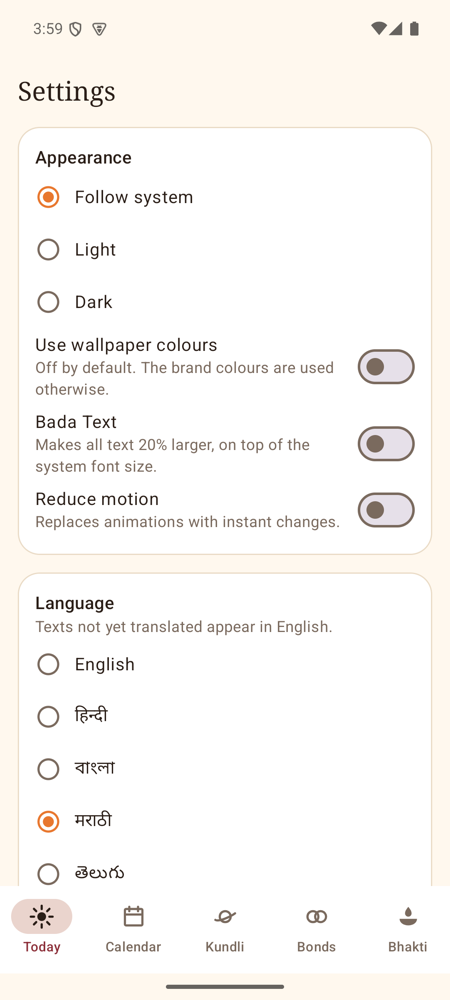 3:59
Settings
Appearance
Follow system
Light
Dark
Use wallpaper colours
Off by default. The brand colours are used
otherwise.
Bada Text
Makes all text 20% larger, on top of the
system font size.
Reduce motion
Replaces animations with instant changes.
Language
Texts not yet translated appear in English.
English
हिन्दी
বাংলা
मराठी
తెలుగు
Today Calendar Kundli Bonds Bhakti